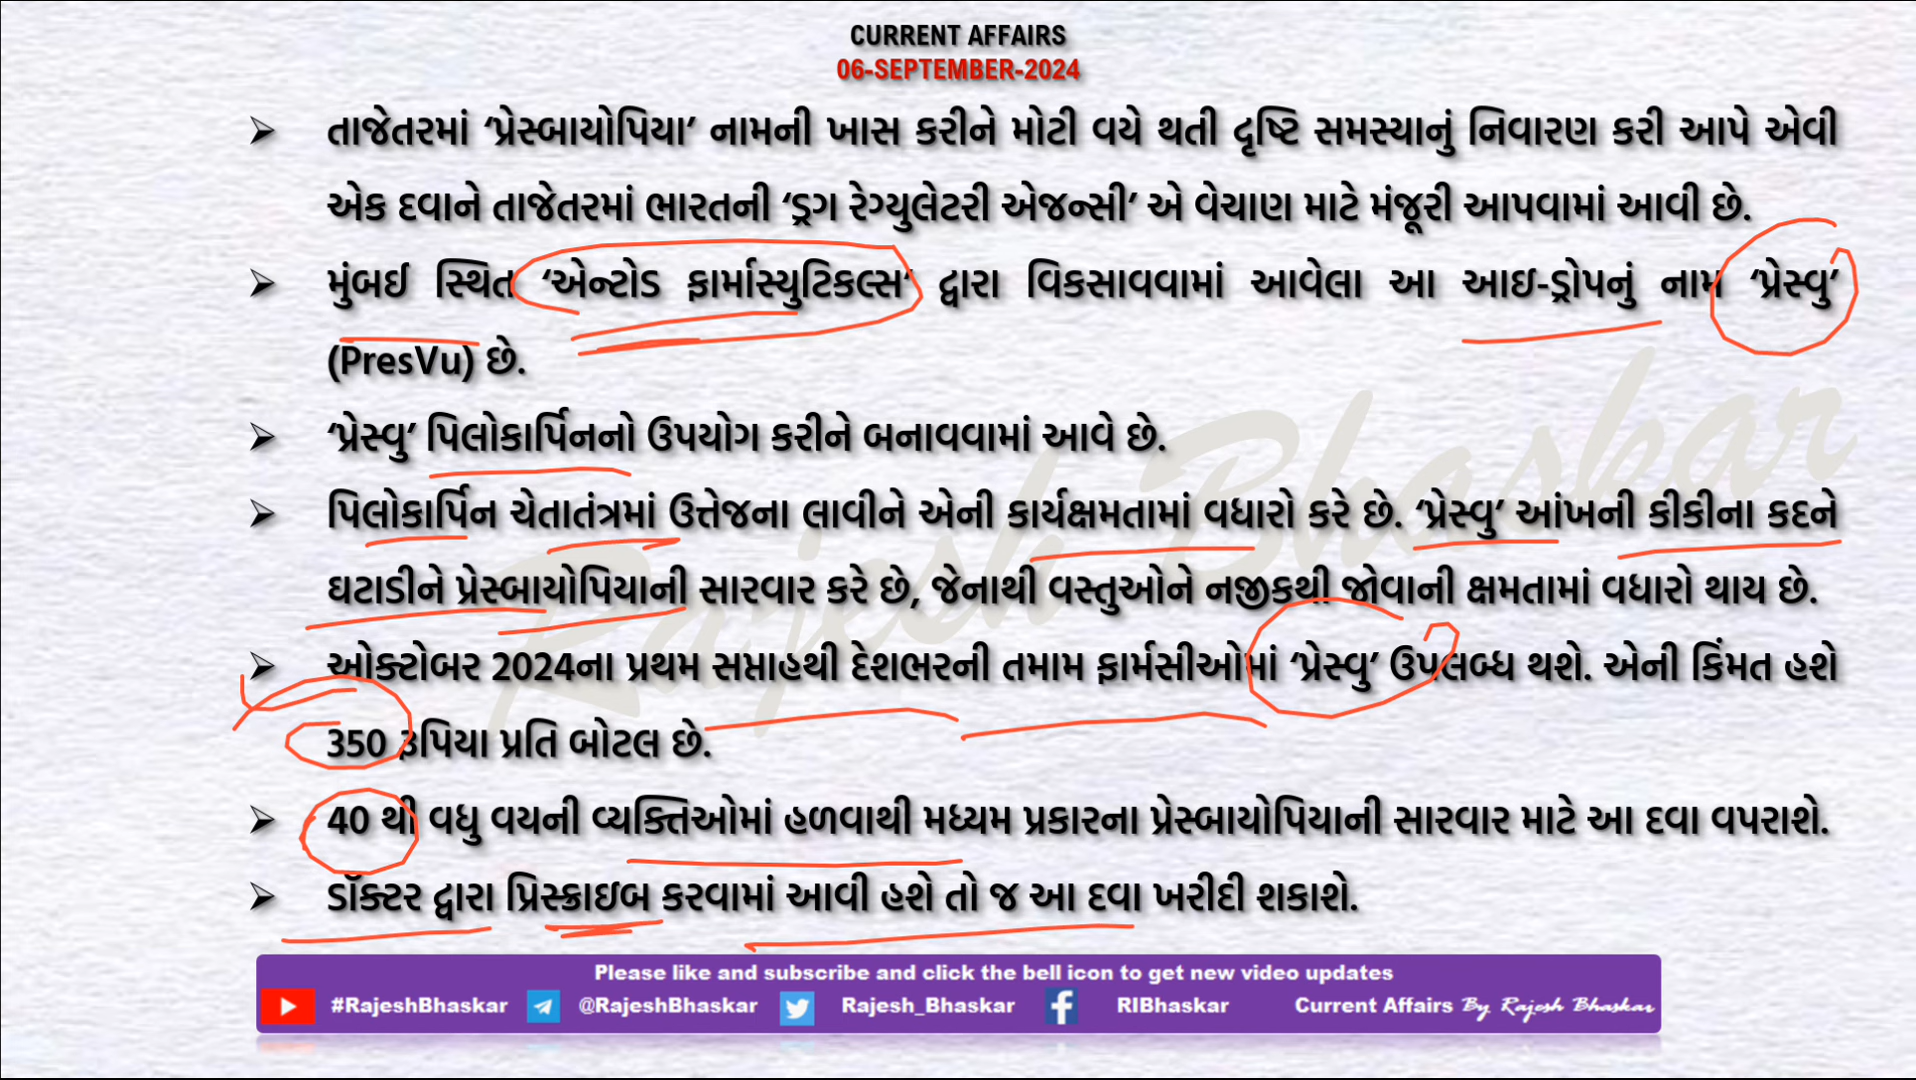 CURRENT AFFAIRS
06-SEPTEMBER-2024
➢ તાજેતરમાં ‘પ્રેસ્બાયોપિયા’ નામની ખાસ કરીને મોટી વયે થતી દૃષ્ટિ સમસ્યાનું નિવારણ કરી આપે એવી
એક દવાને તાજેતરમાં ભારતની ‘ડ્રગ રેગ્યુલેટરી એજન્સી’ એ વેચાણ માટે મંજૂરી આપવામાં આવી છે.
➢ મુંબઈ સ્થિત ‘એન્ટોડ ફાર્માસ્યુટિકલ્સ‘ દ્વારા વિકસાવવામાં આવેલા આ આઇ-ડ્રોપનું નામ ‘પ્રેસ્વુ’
(PresVu) છે.
➢ ‘પ્રેસ્વુ’ પિલોકાર્પિનનો ઉપયોગ કરીને બનાવવામાં આવે છે.
➢ પિલોકાર્પિન ચેતાતંત્રમાં ઉત્તેજના લાવીને એની કાર્યક્ષમતામાં વધારો કરે છે. ‘પ્રેસ્વુ’ આંખની કીકીના કદને
ઘટાડીને પ્રેસ્બાયોપિયાની સારવાર કરે છે, જેનાથી વસ્તુઓને નજીકથી જોવાની ક્ષમતામાં વધારો થાય છે.
➢ ઓક્ટોબર 2024ના પ્રથમ સપ્તાહથી દેશભરની તમામ ફાર્મસીઓમાં ‘પ્રેસ્વુ’ ઉપલબ્ધ થશે. એની કિંમત હશે
350 રૂપિયા પ્રતિ બોટલ છે.
➢ 40 થી વધુ વયની વ્યક્તિઓમાં હળવાથી મધ્યમ પ્રકારના પ્રેસ્બાયોપિયાની સારવાર માટે આ દવા વપરાશે.
➢ ડૉક્ટર દ્વારા પ્રિસ્ક્રાઇબ કરવામાં આવી હશે તો જ આ દવા ખરીદી શકાશે.
Rajesh Bhaskar
Please like and subscribe and click the bell icon to get new video updates
#RajeshBhaskar @RajeshBhaskar Rajesh_Bhaskar RIBhaskar Current Affairs By Rajesh Bhaskar